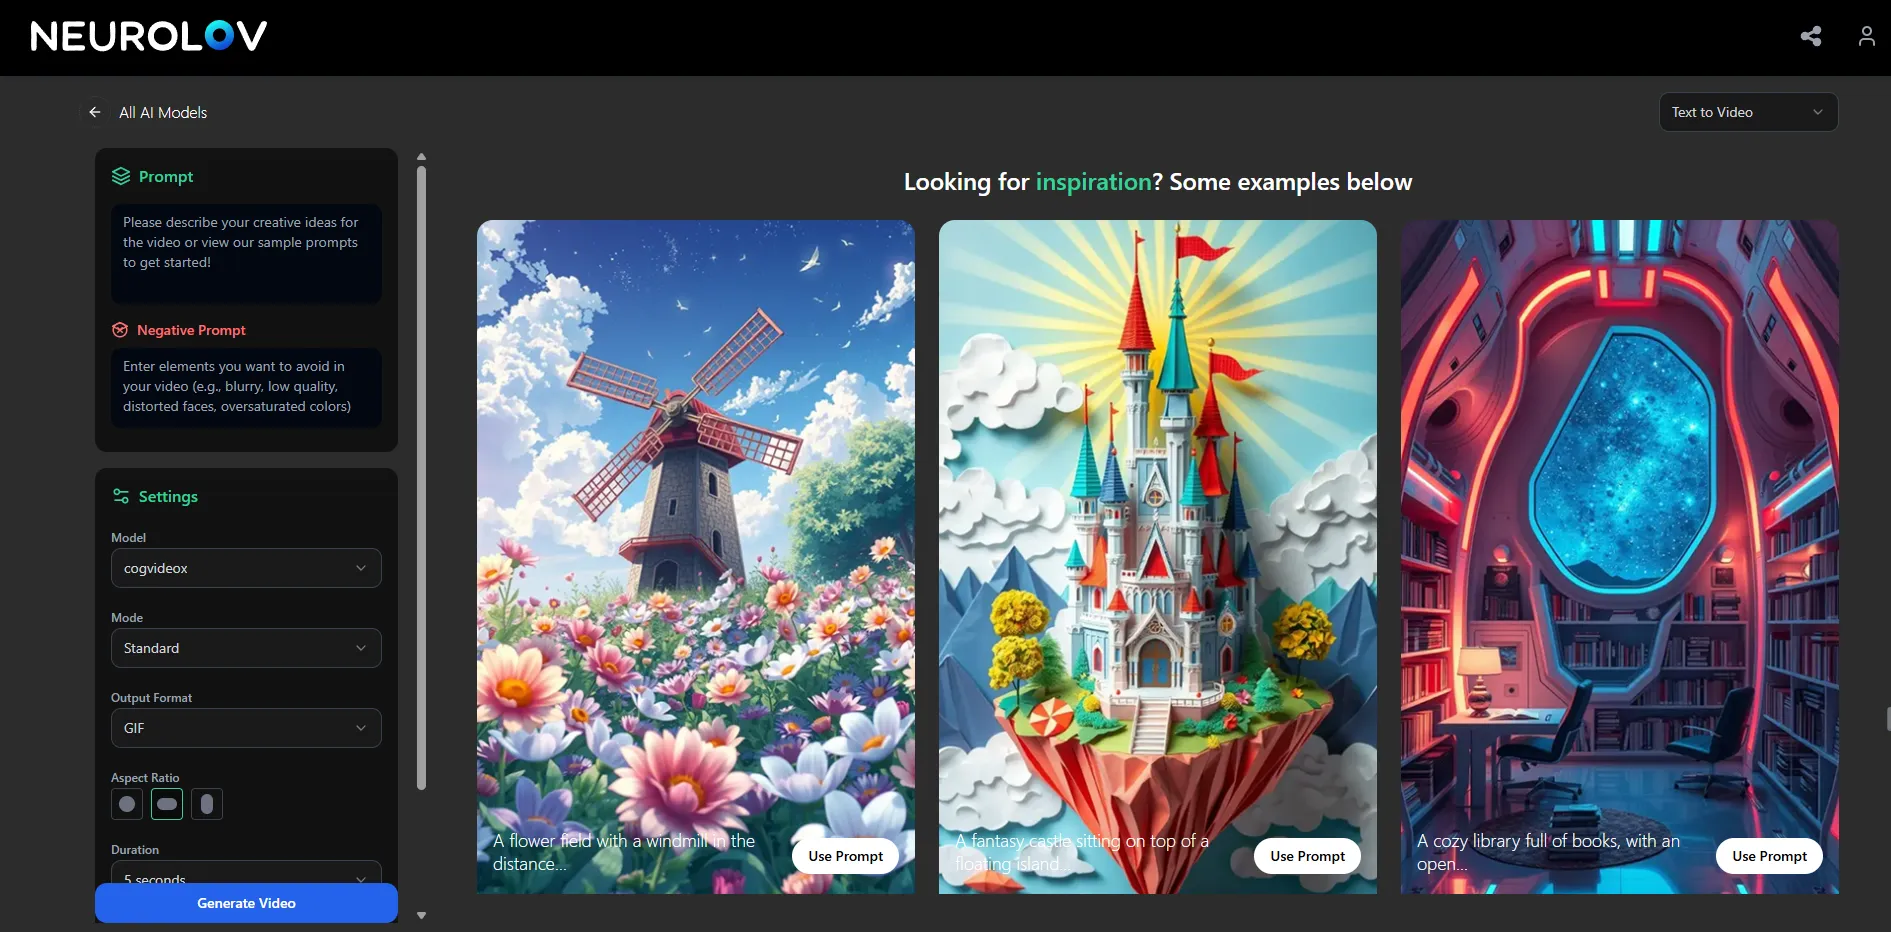 NEUROLOV
All AI Models
Text to Video
Prompt
Please describe your creative ideas for
the video or view our sample prompts
to get started!
Negative Prompt
Enter elements you want to avoid in
your video (e.g., blurry, low quality,
distorted faces, oversaturated colors)
Settings
Model
cogvideox
Mode
Standard
Output Format
GIF
Aspect Ratio
Duration
5 seconds
Generate Video
Looking for inspiration? Some examples below
A flower field with a windmill in the
distance...
Use Prompt
A fantasy castle sitting on top of a
floating island...
Use Prompt
A cozy library full of books, with an
open...
Use Prompt